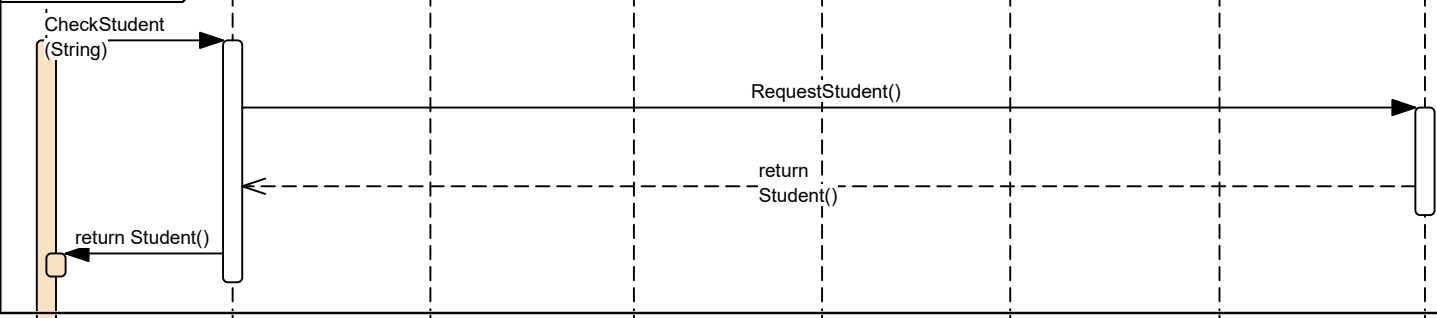 CheckStudent
(String)
RequestStudent()
return
Student()
return Student()